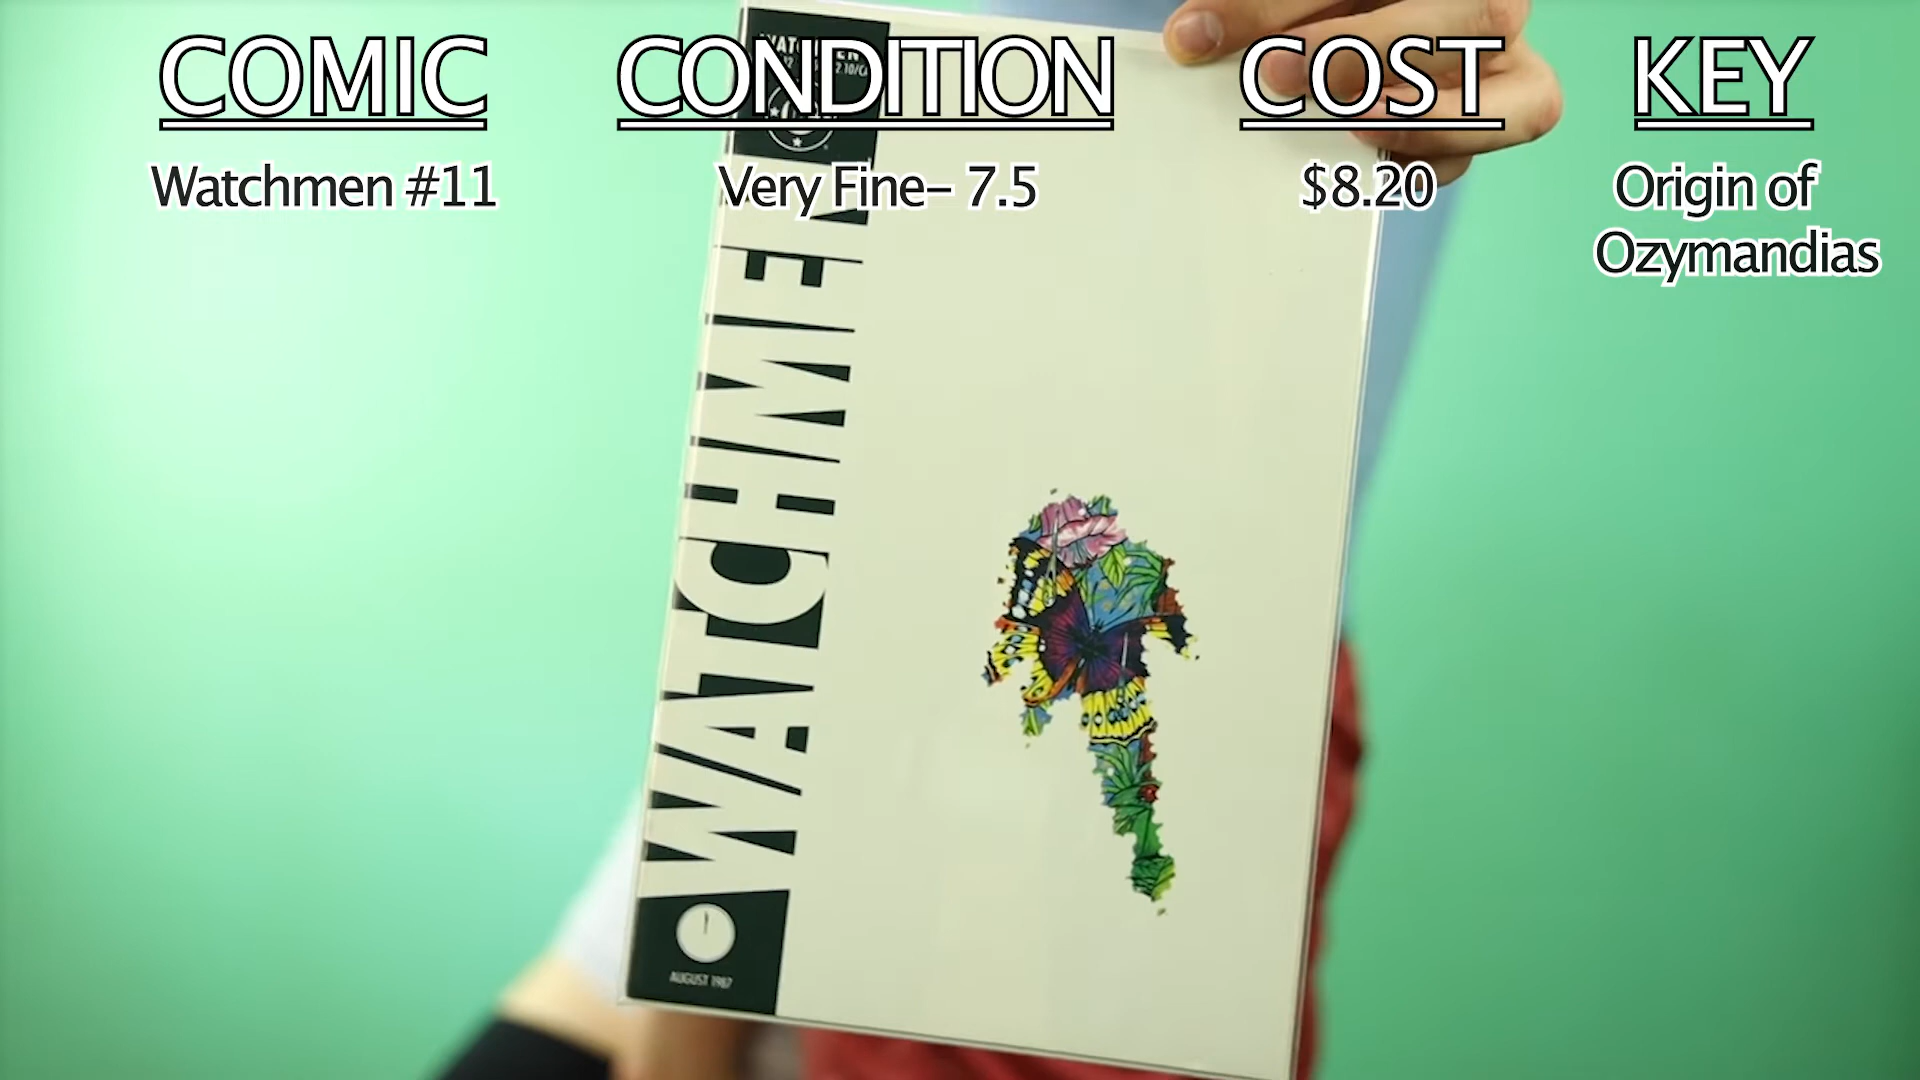 COMIC CONDITION COST KEY
Watchmen #11 Very Fine– 7.5 $8.20 Origin of
Ozymandias
WATCHMEN
AUGUST 1987